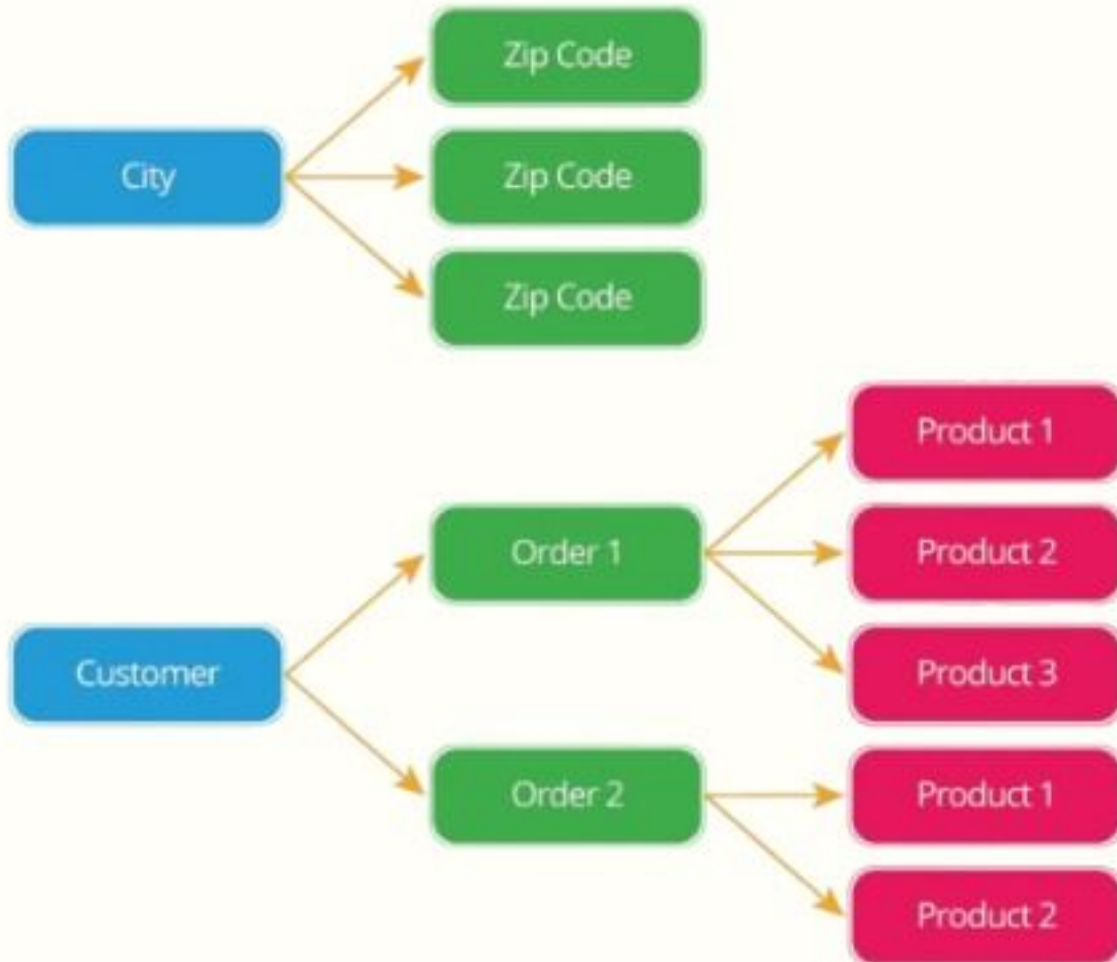 Zip Code
City
Zip Code
Zip Code
Product 1
Order 1
Product 2
Customer
Product 3
Order 2
Product 1
Product 2